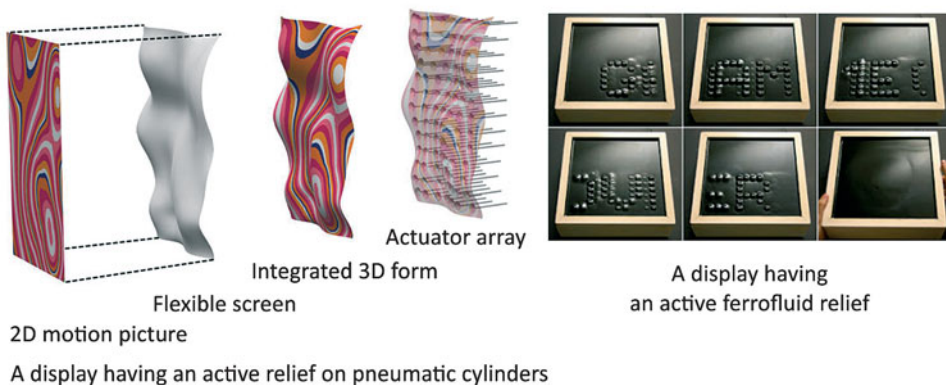 Actuator array
Integrated 3D form
Flexible screen
2D motion picture
A display having an active relief on pneumatic cylinders
A display having
an active ferrofluid relief